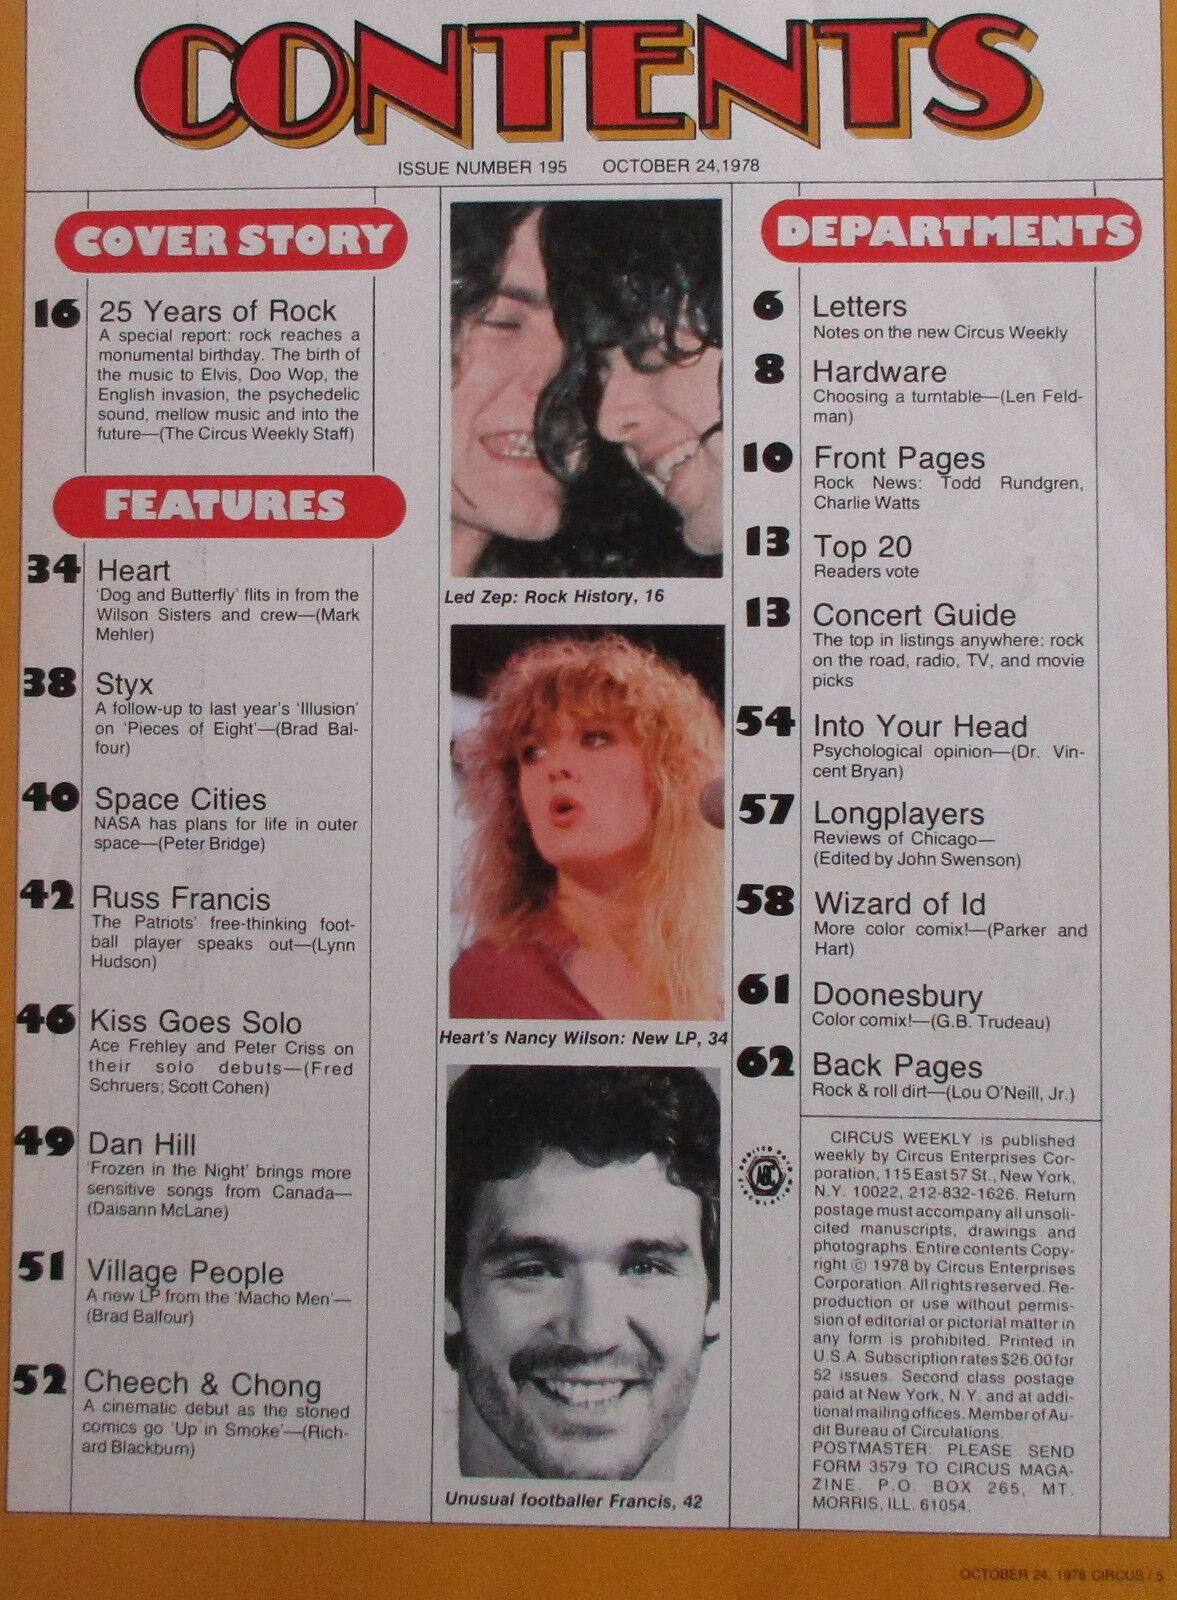 CONTENTS
ISSUE NUMBER 195 OCTOBER 24,1978
COVER STORY
16 25 Years of Rock
A special report: rock reaches a
monumental birthday. The birth of
the music to Elvis, Doo Wop, the
English invasion, the psychedelic
sound, mellow music and into the
future—(The Circus Weekly Staff)
FEATURES
34 Heart
'Dog and Butterfly' flits in from the
Wilson Sisters and crew—(Mark
Mehler)
38 Styx
A follow-up to last year's 'Illusion'
on 'Pieces of Eight'—(Brad Bal-
four)
40 Space Cities
NASA has plans for life in outer
space—(Peter Bridge)
42 Russ Francis
The Patriots' free-thinking foot-
ball player speaks out—(Lynn
Hudson)
46 Kiss Goes Solo
Ace Frehley and Peter Criss on
their solo debuts—(Fred
Schruers; Scott Cohen)
49 Dan Hill
'Frozen in the Night' brings more
sensitive songs from Canada—
(Daisann McLane)
51 Village People
A new LP from the 'Macho Men'—
(Brad Balfour)
52 Cheech & Chong
A cinematic debut as the stoned
comics go 'Up in Smoke'—(Rich-
ard Blackburn)
Led Zep: Rock History, 16
Heart's Nancy Wilson: New LP, 34
Unusual footballer Francis, 42
DEPARTMENTS
6 Letters
Notes on the new Circus Weekly
8 Hardware
Choosing a turntable—(Len Feld-
man)
10 Front Pages
Rock News: Todd Rundgren,
Charlie Watts
13 Top 20
Readers vote
13 Concert Guide
The top in listings anywhere: rock
on the road, radio, TV, and movie
picks
54 Into Your Head
Psychological opinion—(Dr. Vin-
cent Bryan)
57 Longplayers
Reviews of Chicago—
(Edited by John Swenson)
58 Wizard of Id
More color comix!—(Parker and
Hart)
61 Doonesbury
Color comix!—(G.B. Trudeau)
62 Back Pages
Rock & roll dirt—(Lou O'Neill, Jr.)
AUDITED PAID CIRCULATION
ABC
CIRCUS WEEKLY is published
weekly by Circus Enterprises Cor-
poration, 115 East 57 St., New York,
N.Y. 10022, 212-832-1626. Return
postage must accompany all unsoli-
cited manuscripts, drawings and
photographs. Entire contents Copy-
right © 1978 by Circus Enterprises
Corporation. All rights reserved. Re-
production or use without permis-
sion of editorial or pictorial matter in
any form is prohibited. Printed in
U.S.A. Subscription rates $26.00 for
52 issues. Second class postage
paid at New York, N.Y. and at addi-
tional mailing offices. Member of Au-
dit Bureau of Circulations.
POSTMASTER: PLEASE SEND
FORM 3579 TO CIRCUS MAGA-
ZINE. P.O. BOX 265, MT.
MORRIS, ILL. 61054.
OCTOBER 24, 1978 CIRCUS / 5